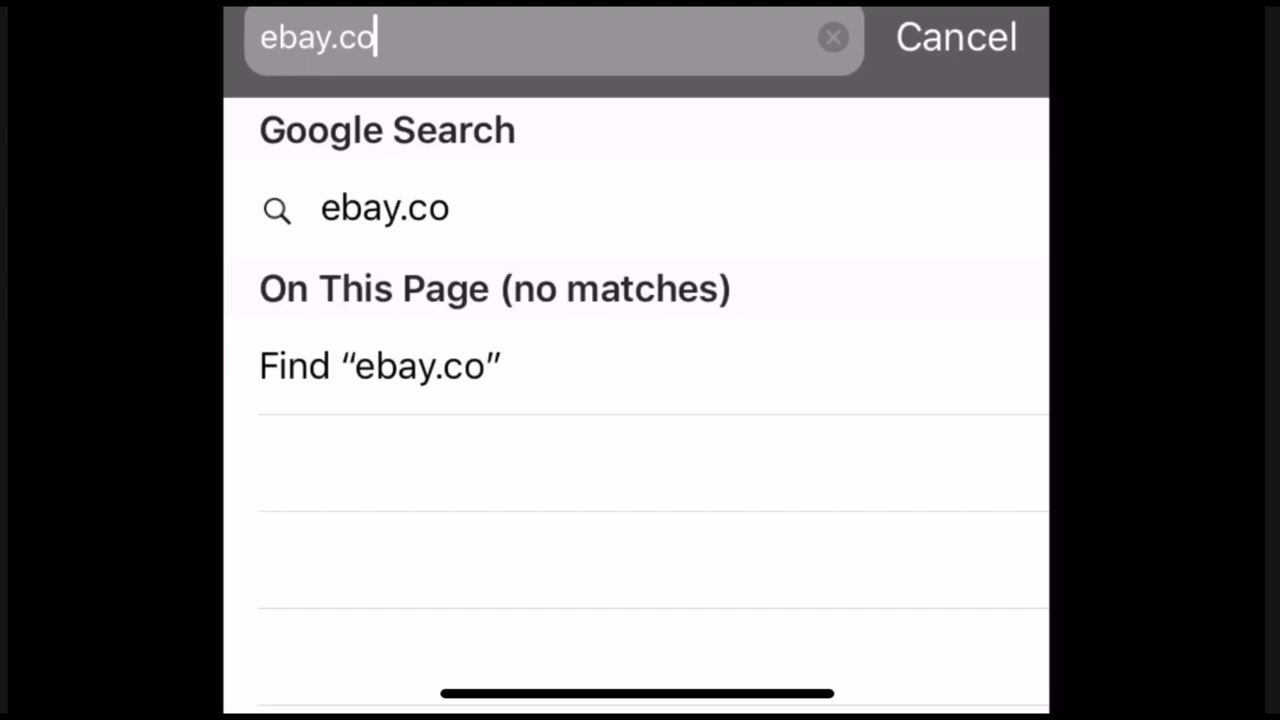 ebay.co
Cancel
Google Search
ebay.co
On This Page (no matches)
Find “ebay.co”